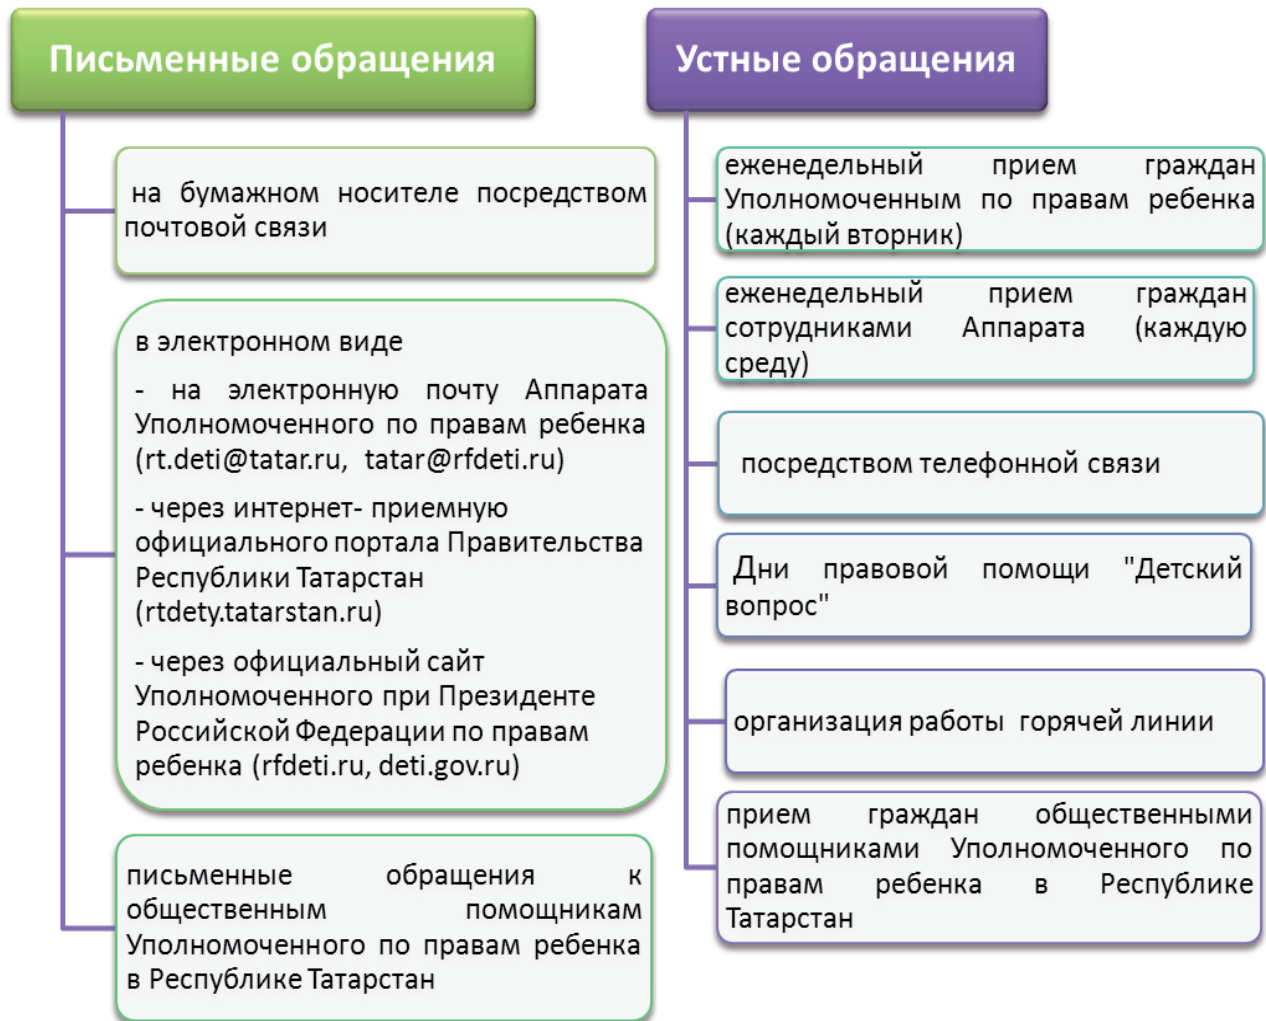 Письменные обращения
на бумажном носителе посредством
почтовой связи
в электронном виде
- на электронную почту Аппарата
Уполномоченного по правам ребенка
(rt.deti@tatar.ru, tatar@rfdeti.ru)
- через интернет- приемную
официального портала Правительства
Республики Татарстан
(rtdety.tatarstan.ru)
- через официальный сайт
Уполномоченного при Президенте
Российской Федерации по правам
ребенка (rfdeti.ru, deti.gov.ru)
письменные обращения к
общественным помощникам
Уполномоченного по правам ребенка
в Республике Татарстан
Устные обращения
еженедельный прием граждан
Уполномоченным по правам ребенка
(каждый вторник)
еженедельный прием граждан
сотрудниками Аппарата (каждую
среду)
посредством телефонной связи
Дни правовой помощи "Детский
вопрос"
организация работы горячей линии
прием граждан общественными
помощниками Уполномоченного по
правам ребенка в Республике
Татарстан